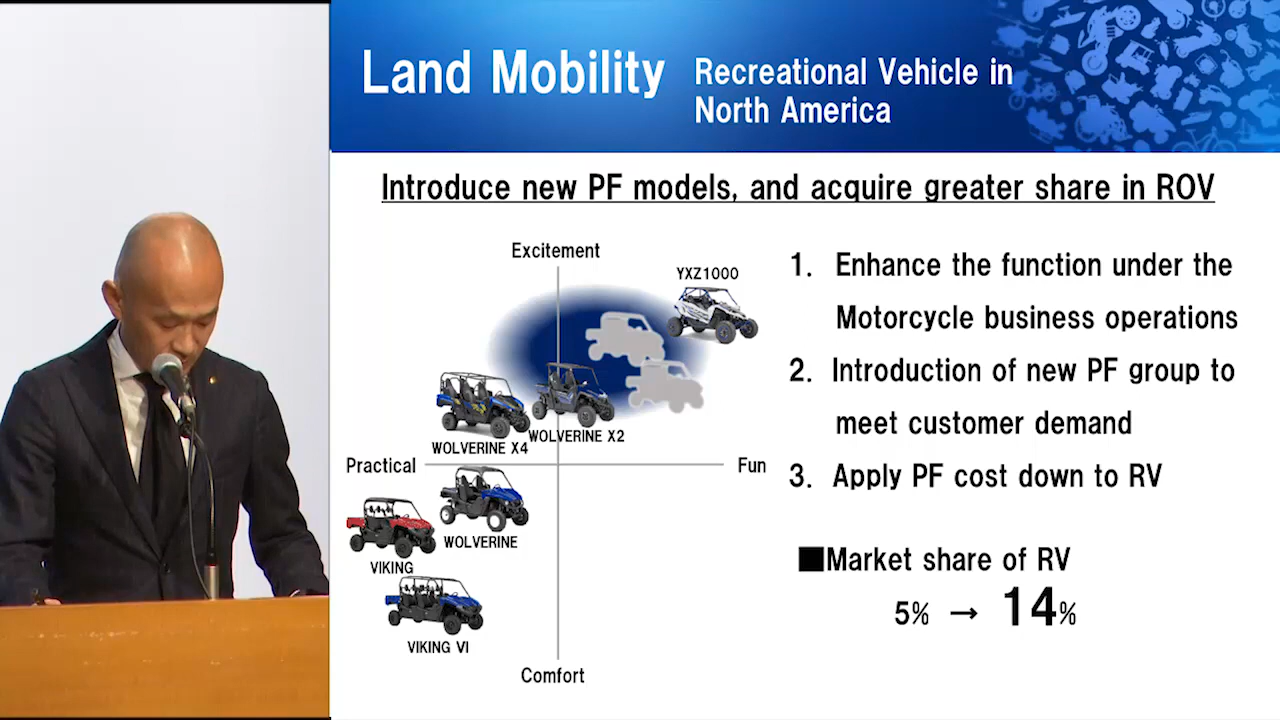 Land Mobility
Recreational Vehicle in
North America
Introduce new PF models, and acquire greater share in ROV
Excitement
YXZ1000
WOLVERINE X4
WOLVERINE X2
Practical
Fun
WOLVERINE
VIKING
VIKING VI
Comfort
1. Enhance the function under the
Motorcycle business operations
2. Introduction of new PF group to
meet customer demand
3. Apply PF cost down to RV
■Market share of RV
5% → 14%